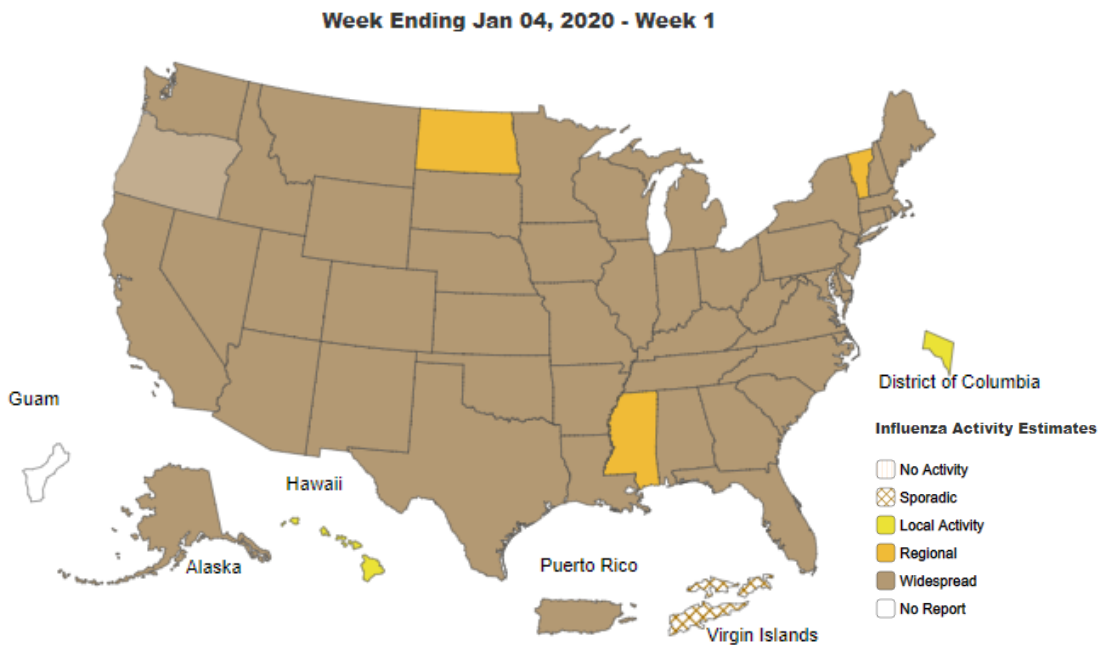 Week Ending Jan 04, 2020 - Week 1
District of Columbia
Guam
Influenza Activity Estimates
No Activity
Sporadic
Local Activity
Regional
Widespread
No Report
Hawaii
Alaska
Puerto Rico
Virgin Islands